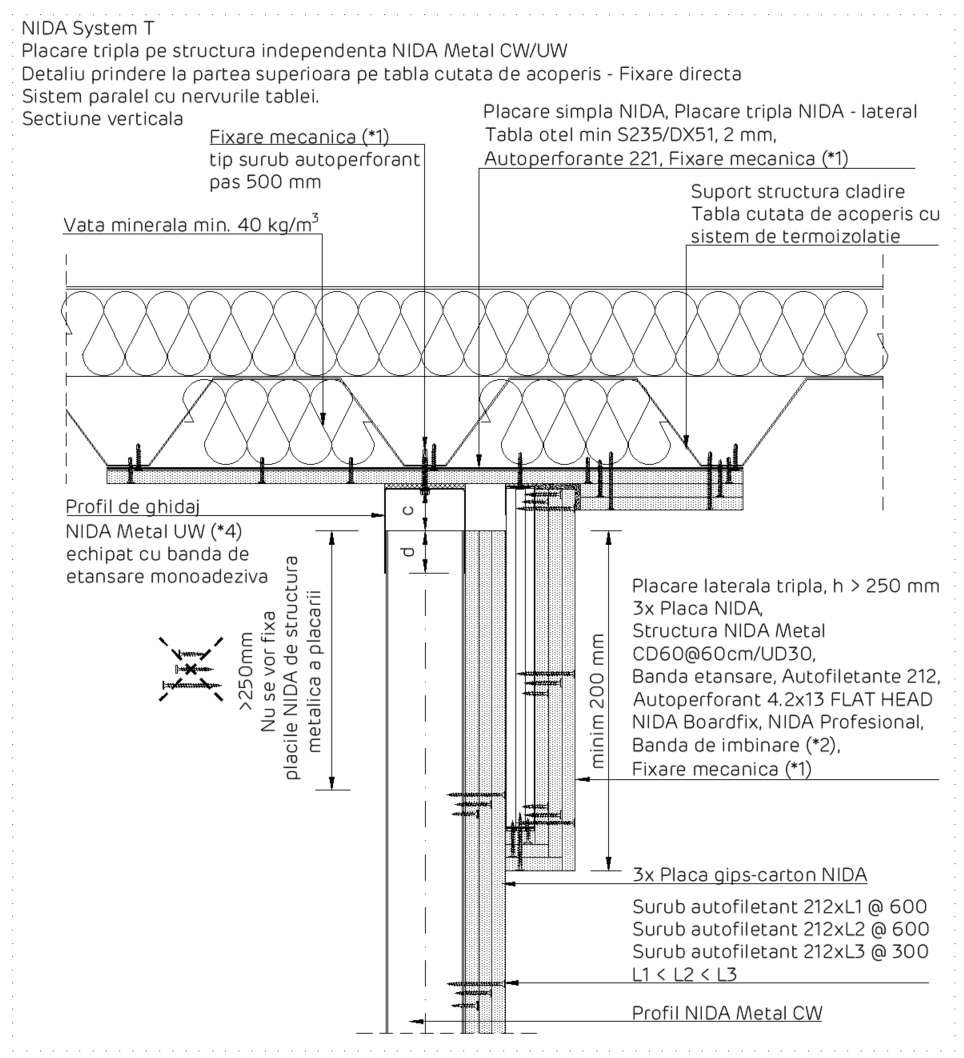 NIDA System T
Placare tripla pe structura independenta NIDA Metal CW/UW
Detaliu prindere la partea superioara pe tabla cutata de acoperis - Fixare directa
Sistem paralel cu nervurile tablei.
Sectiune verticala
Fixare mecanica (*1)
tip surub autoperforant
pas 500 mm
Placare simpla NIDA, Placare tripla NIDA - lateral
Tabla otel min S235/DX51, 2 mm,
Autoperforante 221, Fixare mecanica (*1)
Suport structura cladire
Tabla cutata de acoperis cu
sistem de termoizolatie
Vata minerala min. 40 kg/m³
Profil de ghidaj
NIDA Metal UW (*4)
echipat cu banda de
etansare monoadeziva
c
d
>250mm
Nu se vor fixa
placile NIDA de structura
metalica a placarii
minim 200 mm
Placare laterala tripla, h > 250 mm
3x Placa NIDA,
Structura NIDA Metal
CD60@60cm/UD30,
Banda etansare, Autofiletante 212,
Autoperforant 4.2x13 FLAT HEAD
NIDA Boardfix, NIDA Profesional,
Banda de imbinare (*2),
Fixare mecanica (*1)
3x Placa gips-carton NIDA
Surub autofiletant 212xL1 @ 600
Surub autofiletant 212xL2 @ 600
Surub autofiletant 212xL3 @ 300
L1 < L2 < L3
Profil NIDA Metal CW